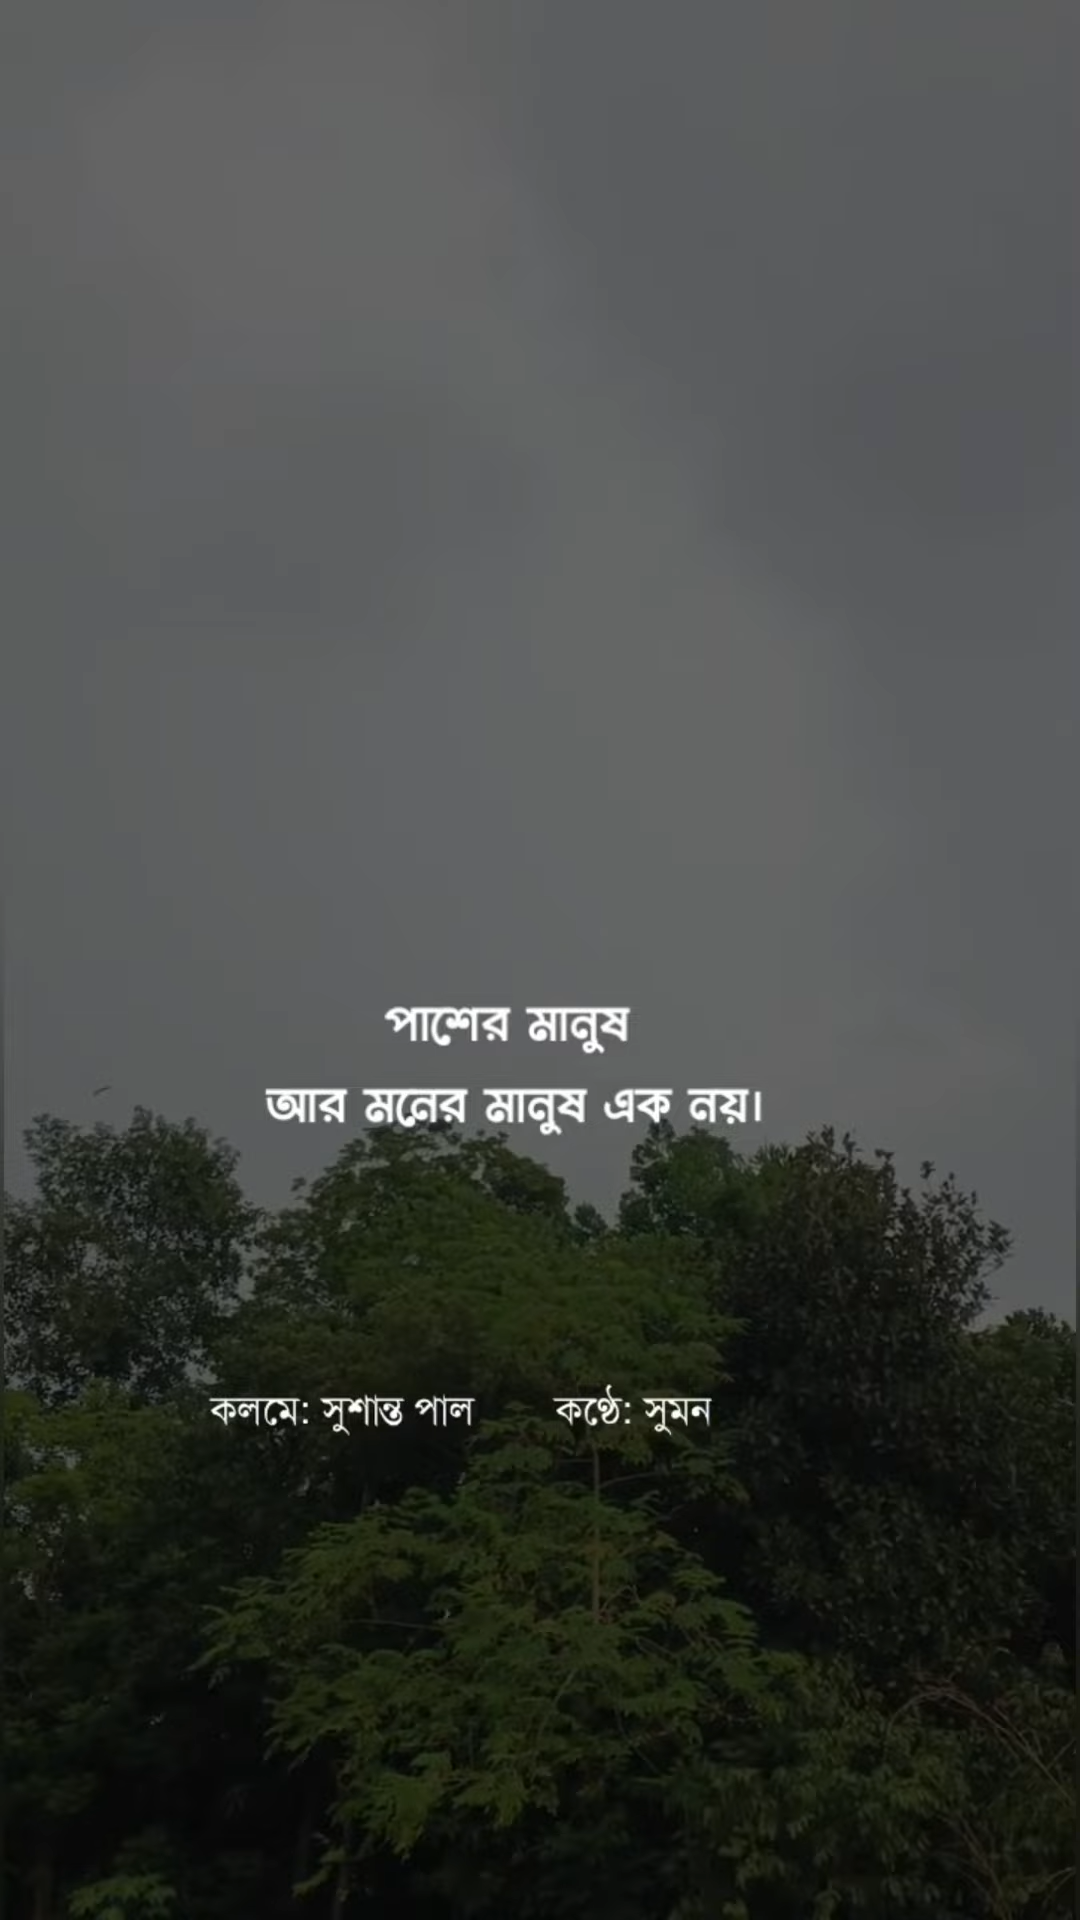 পাশের মানুষ
আর মনের মানুষ এক নয়।
কলমে: সুশান্ত পাল কণ্ঠে: সুমন